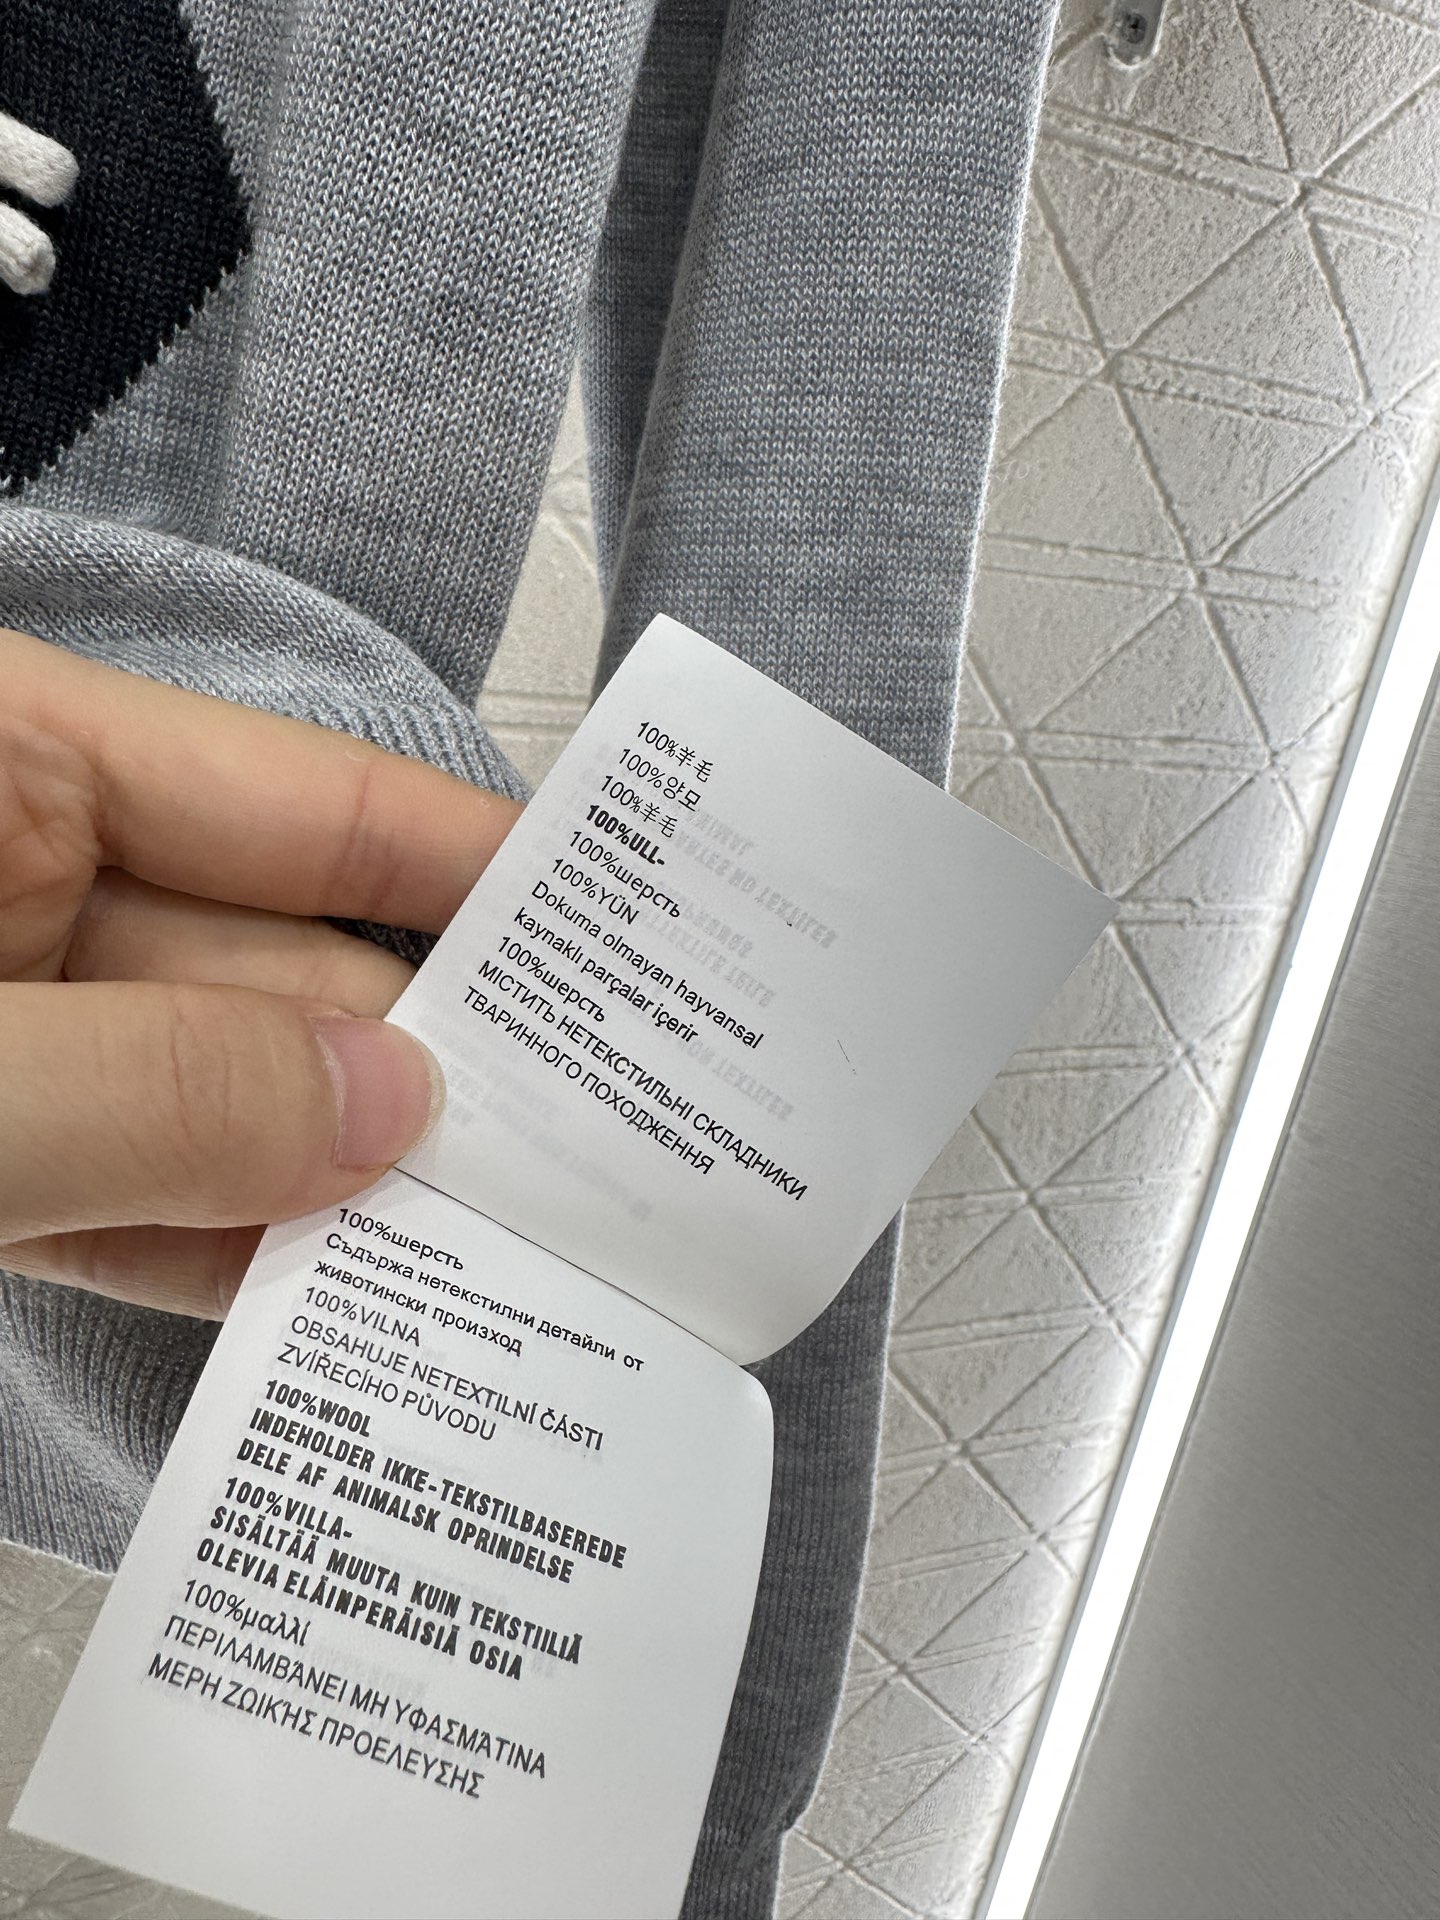 100%羊毛
100%양모
100%羊毛
100%ULL-
100%шерсть
100%YÜN
Dokuma olmayan hayvansal
kaynaklı parçalar içerir
100%шерсть
МІСТИТЬ НЕТЕКСТИЛЬНІ СКЛАДНИКИ
ТВАРИННОГО ПОХОДЖЕННЯ
100%шерсть
Съдържа нетекстилни детайли от
животински произход
100%VILNA
OBSAHUJE NETEXTILNÍ ČÁSTI
ZVÍŘECÍHO PŮVODU
100%WOOL
INDEHOLDER IKKE-TEKSTILBASEREDE
DELE AF ANIMALSK OPRINDELSE
100%VILLA-
SISÄLTÄÄ MUUTA KUIN TEKSTIILIÄ
OLEVIA ELÄINPERÄISIÄ OSIA
100%μαλλί
ΠΕΡΙΛΑΜΒΆΝΕΙ ΜΗ ΥΦΑΣΜΆΤΙΝΑ
ΜΕΡΗ ΖΩΙΚΉΣ ΠΡΟΕΛΕΥΣΗΣ